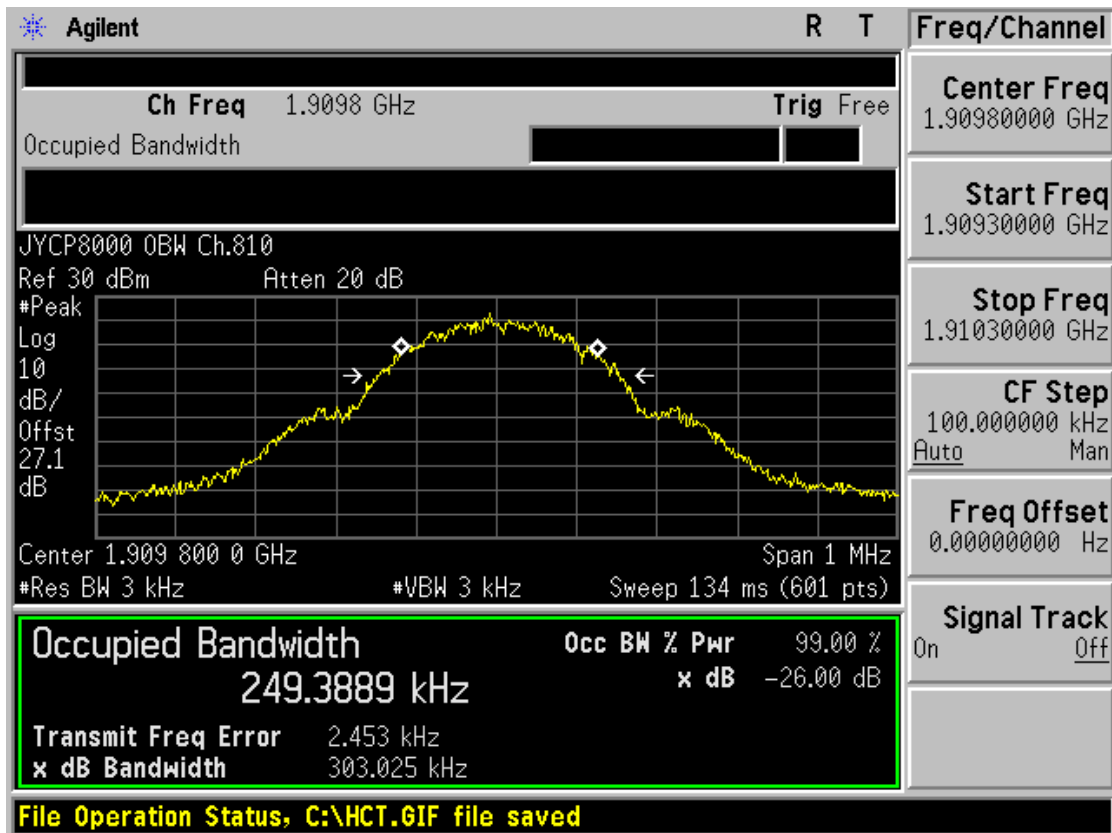 Agilent R T Freq/Channel
Ch Freq 1.9098 GHz Trig Free
Occupied Bandwidth
Center Freq
1.90980000 GHz
Start Freq
1.90930000 GHz
Stop Freq
1.91030000 GHz
CF Step
100.000000 kHz
Auto Man
Freq Offset
0.00000000 Hz
Signal Track
On Off
JYCP8000 OBW Ch.810
Ref 30 dBm Atten 20 dB
#Peak
Log
10
dB/
Offst
27.1
dB
Center 1.909 800 0 GHz Span 1 MHz
#Res BW 3 kHz #VBW 3 kHz Sweep 134 ms (601 pts)
Occupied Bandwidth Occ BW % Pwr 99.00 %
249.3889 kHz x dB -26.00 dB
Transmit Freq Error 2.453 kHz
x dB Bandwidth 303.025 kHz
File Operation Status, C:\HCT.GIF file saved